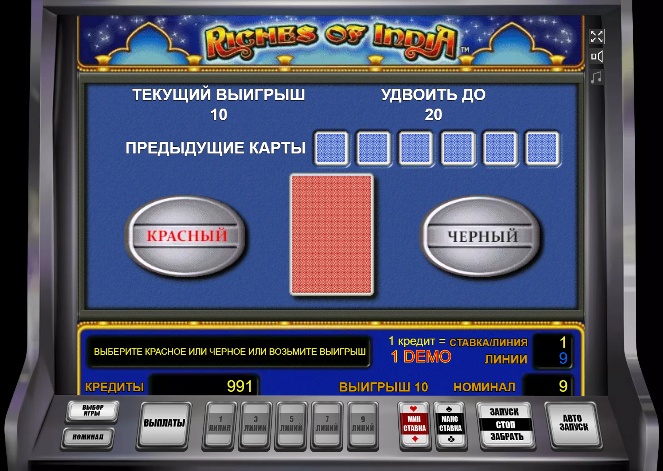 RICHES OF INDIA™
ТЕКУЩИЙ ВЫИГРЫШ
10
УДВОИТЬ ДО
20
ПРЕДЫДУЩИЕ КАРТЫ
КРАСНЫЙ
ЧЕРНЫЙ
ВЫБЕРИТЕ КРАСНОЕ ИЛИ ЧЕРНОЕ ИЛИ ВОЗЬМИТЕ ВЫИГРЫШ
1 кредит =
1 DEMO
СТАВКА/ЛИНИЯ 1
ЛИНИИ 9
КРЕДИТЫ 991
ВЫИГРЫШ 10
НОМИНАЛ 9
ВЫБОР
ИГРЫ
НОМИНАЛ
ВЫПЛАТЫ
1
ЛИНИЯ
3
ЛИНИИ
5
ЛИНИЙ
7
ЛИНИЙ
9
ЛИНИЙ
МИН
СТАВКА
МАКС
СТАВКА
ЗАПУСК
СТОП
ЗАБРАТЬ
АВТО
ЗАПУСК